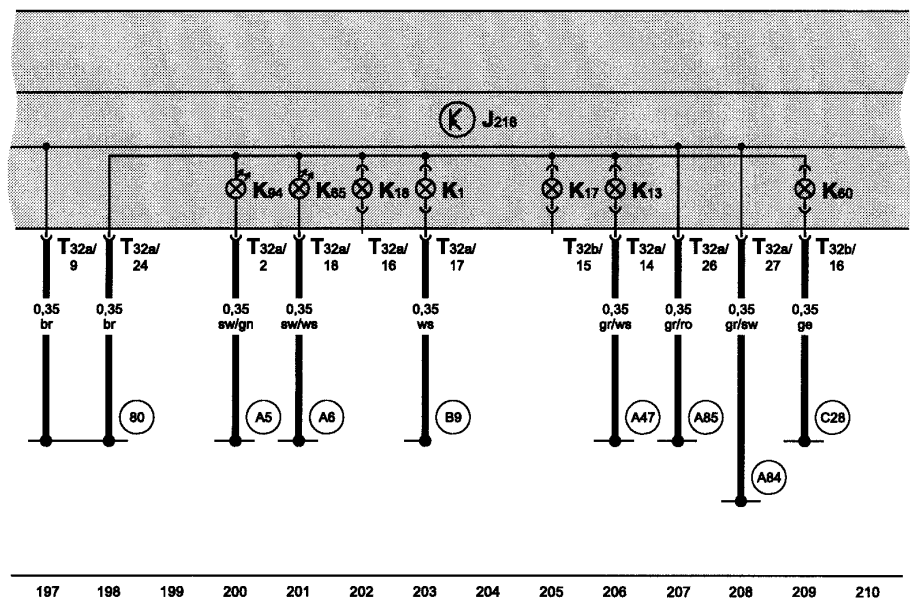 K J218
K94 K65 K18 K1 K17 K13 K60
T32a/ T32a/ T32a/ T32a/ T32a/ T32a/ T32b/ T32a/ T32a/ T32a/ T32b/
9 24 2 18 16 17 15 14 26 27 16
0,35 0,35 0,35 0,35 0,35 0,35 0,35 0,35 0,35
br br sw/gn sw/ws ws gr/ws gr/ro gr/sw ge
80 A5 A6 B9 A47 A85 C28
A84
197 198 199 200 201 202 203 204 205 206 207 208 209 210